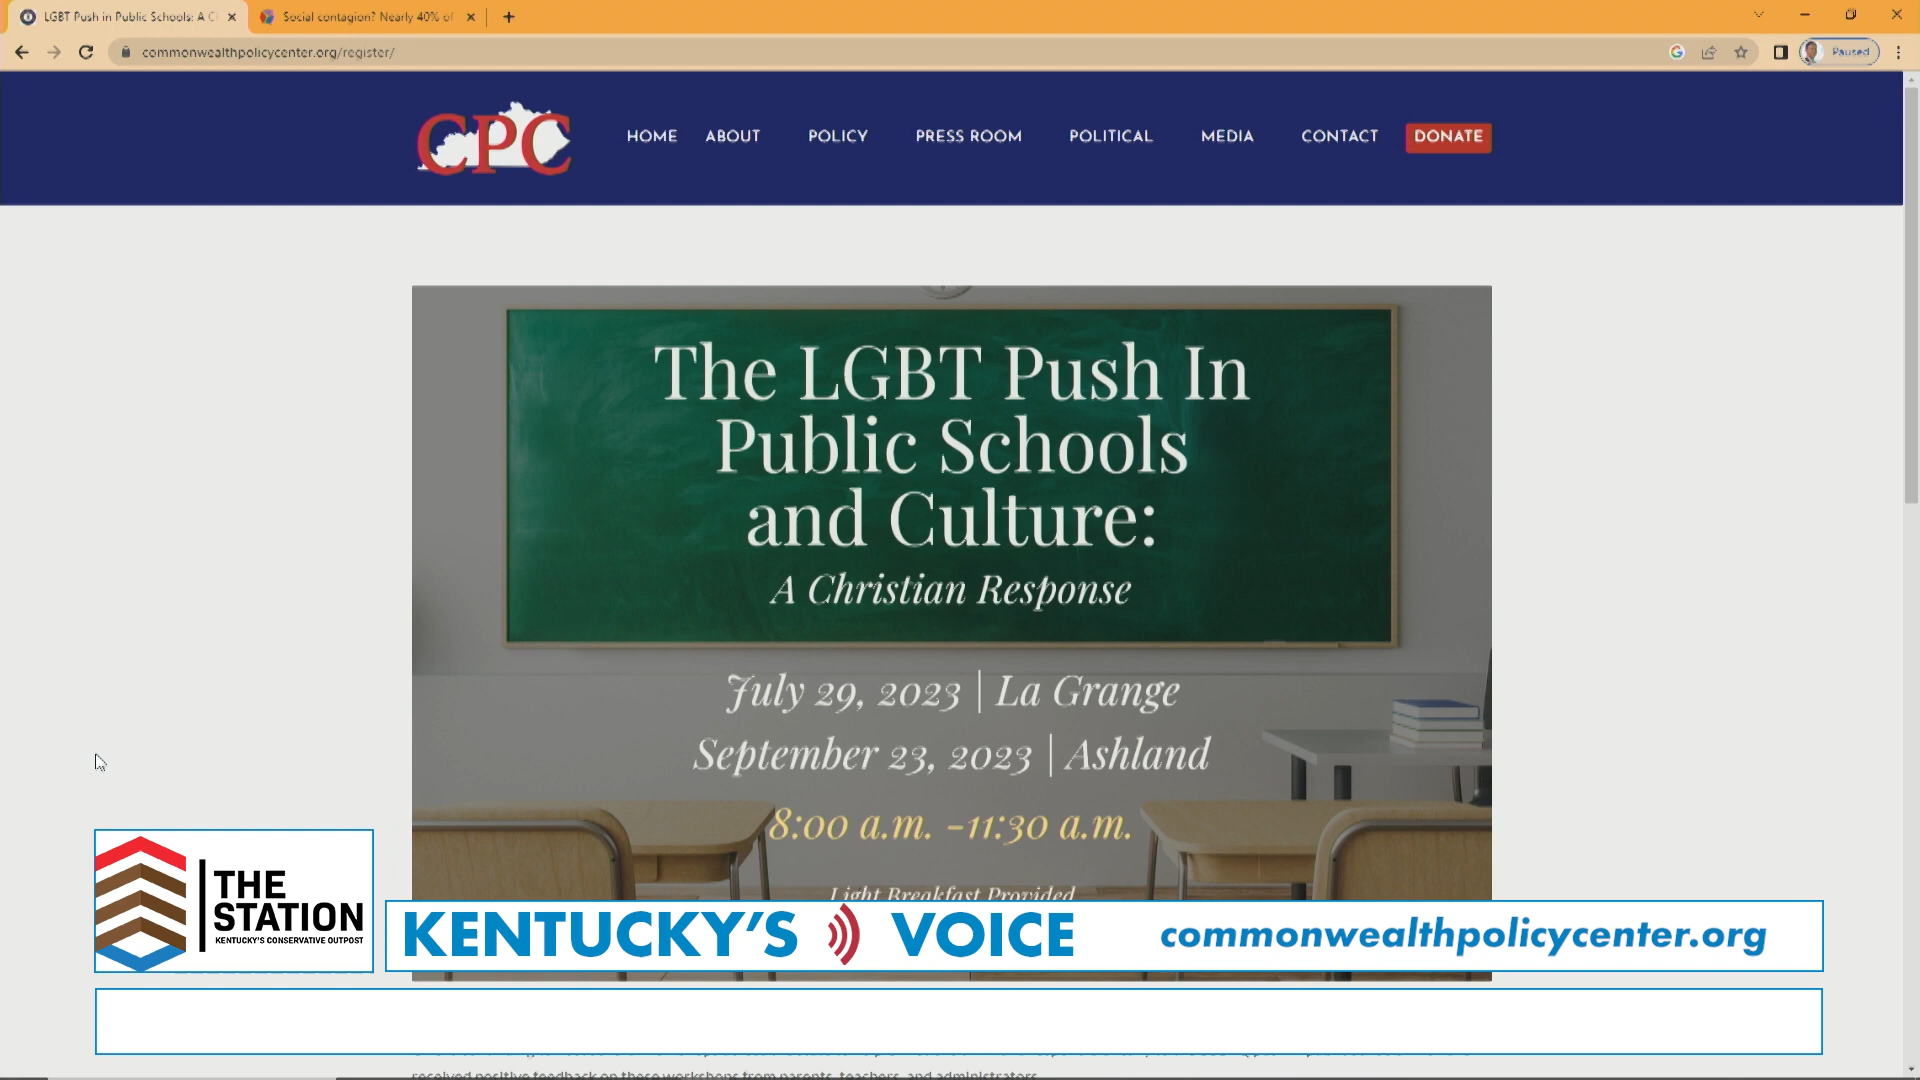 LGBT Push in Public Schools: A C
Social contagion? Nearly 40% of
commonwealthpolicycenter.org/register/
Paused
CPC
HOME ABOUT POLICY PRESS ROOM POLITICAL MEDIA CONTACT DONATE
The LGBT Push In
Public Schools
and Culture:
A Christian Response
July 29, 2023 | La Grange
September 23, 2023 | Ashland
8:00 a.m. -11:30 a.m.
Light Breakfast Provided
THE
STATION
KENTUCKY'S CONSERVATIVE OUTPOST
KENTUCKY'S VOICE
commonwealthpolicycenter.org
received positive feedback on these workshops from parents, teachers, and administrators.